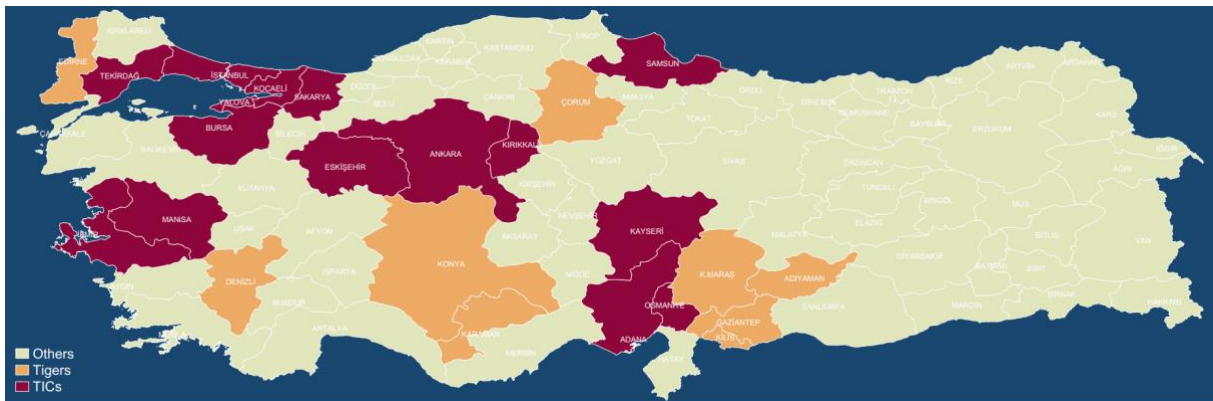 KIRKLARELİ
EDİRNE
TEKİRDAĞ
İSTANBUL
KOCAELİ
YALOVA
SAKARYA
DÜZCE
BOLU
ZONGULDAK
BARTIN
KARABÜK
KASTAMONU
SİNOP
SAMSUN
ÇANKIRI
ÇORUM
AMASYA
TOKAT
ORDU
GİRESUN
TRABZON
RİZE
ARTVİN
ARDAHAN
GÜMÜŞHANE
BAYBURT
ERZURUM
KARS
IĞDIR
AĞRI
ÇANAKKALE
BALIKESİR
BURSA
BİLECİK
ESKİŞEHİR
ANKARA
KIRIKKALE
YOZGAT
SİVAS
ERZİNCAN
TUNCELİ
BİNGÖL
MUŞ
KÜTAHYA
KIRŞEHİR
NEVŞEHİR
MANİSA
İZMİR
UŞAK
AFYON
AKSARAY
KAYSERİ
MALATYA
ELAZIĞ
BİTLİS
VAN
DİYARBAKIR
BATMAN
SİİRT
AYDIN
DENİZLİ
ISPARTA
BURDUR
KONYA
NİĞDE
K.MARAŞ
ADIYAMAN
ŞANLIURFA
MARDİN
ŞIRNAK
HAKKARİ
ANTALYA
KARAMAN
MERSİN
ADANA
OSMANİYE
GAZİANTEP
KİLİS
HATAY
Others
Tigers
TICs